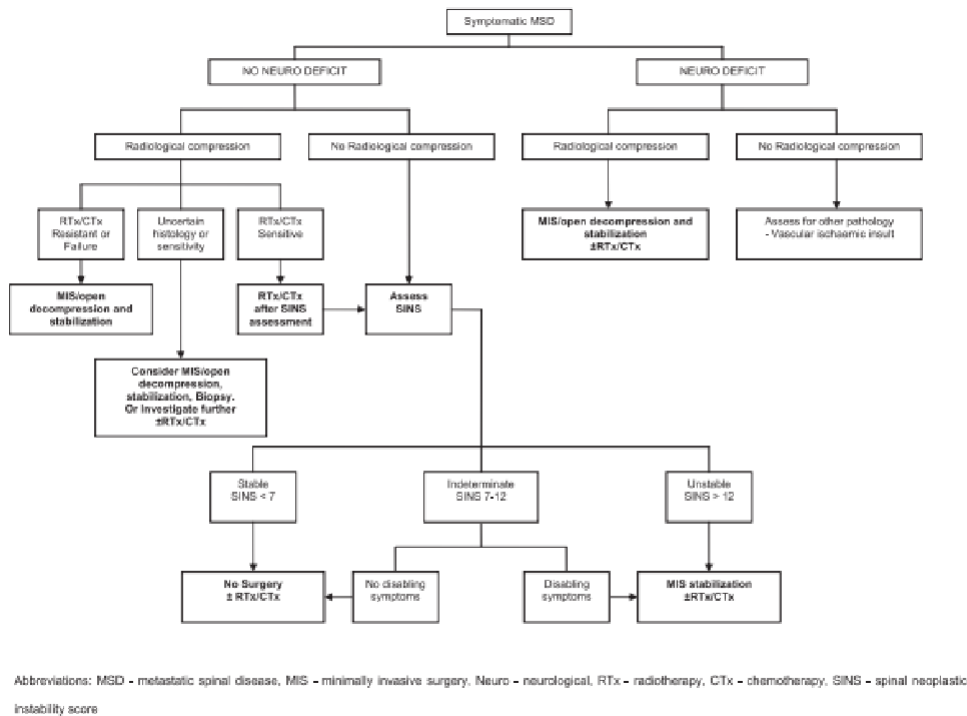 Symptomatic MSD
NO NEURO DEFICIT
NEURO DEFICIT
Radiological compression
No Radiological compression
Radiological compression
No Radiological compression
RTx/CTx
Resistant or
Failure
Uncertain
histology or
sensitivity
RTx/CTx
Sensitive
MIS/open decompression and
stabilization
±RTx/CTx
Assess for other pathology
- Vascular ischaemic insult
MIS/open
decompression and
stabilization
RTx/CTx
after SINS
assessment
Assess
SINS
Consider MIS/open
decompression,
stabilization, Biopsy.
Or Investigate further
±RTx/CTx
Stable
SINS < 7
Indeterminate
SINS 7-12
Unstable
SINS > 12
No Surgery
± RTx/CTx
No disabling
symptoms
Disabling
symptoms
MIS stabilization
±RTx/CTx
Abbreviations: MSD - metastatic spinal disease, MIS - minimally invasive surgery, Neuro - neurological, RTx - radiotherapy, CTx - chemotherapy, SINS - spinal neoplastic
instability score